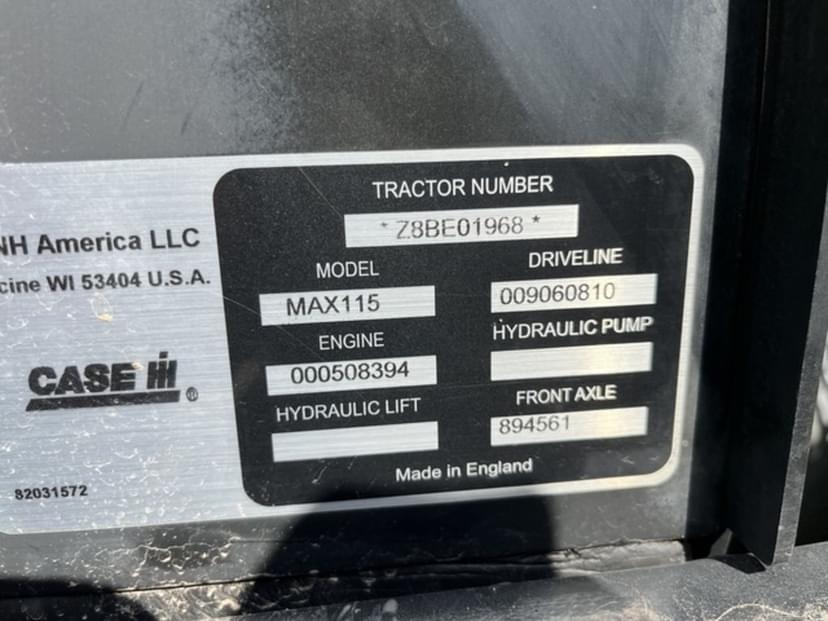 NH America LLC
cine WI 53404 U.S.A.
CASE IH ®
82031572
TRACTOR NUMBER
* Z8BE01968 *
MODEL
MAX115
DRIVELINE
009060810
ENGINE
000508394
HYDRAULIC PUMP
HYDRAULIC LIFT
FRONT AXLE
894561
Made in England